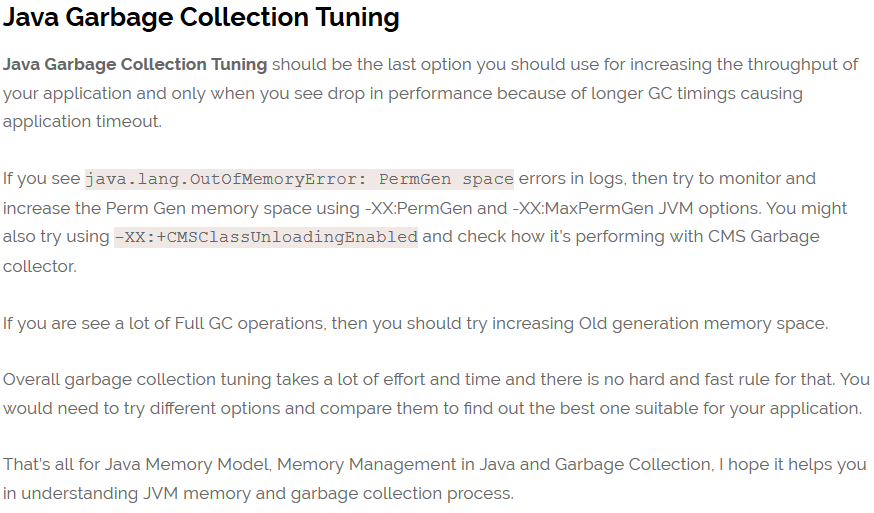 Java Garbage Collection Tuning
Java Garbage Collection Tuning should be the last option you should use for increasing the throughput of
your application and only when you see drop in performance because of longer GC timings causing
application timeout.
If you see java.lang.OutOfMemoryError: PermGen space errors in logs, then try to monitor and
increase the Perm Gen memory space using -XX:PermGen and -XX:MaxPermGen JVM options. You might
also try using -XX:+CMSClassUnloadingEnabled and check how it's performing with CMS Garbage
collector.
If you are see a lot of Full GC operations, then you should try increasing Old generation memory space.
Overall garbage collection tuning takes a lot of effort and time and there is no hard and fast rule for that. You
would need to try different options and compare them to find out the best one suitable for your application.
That's all for Java Memory Model, Memory Management in Java and Garbage Collection, I hope it helps you
in understanding JVM memory and garbage collection process.